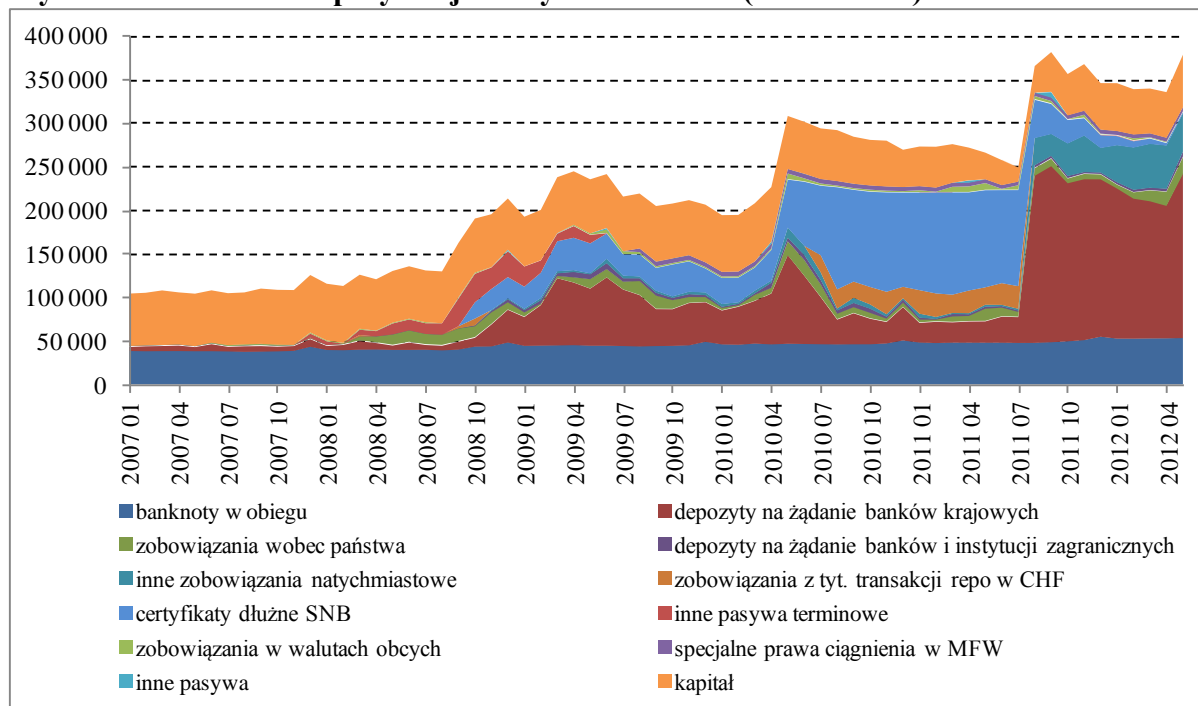 400 000
350 000
300 000
250 000
200 000
150 000
100 000
50 000
0
2007 01
2007 04
2007 07
2007 10
2008 01
2008 04
2008 07
2008 10
2009 01
2009 04
2009 07
2009 10
2010 01
2010 04
2010 07
2010 10
2011 01
2011 04
2011 07
2011 10
2012 01
2012 04
banknoty w obiegu
depozyty na żądanie banków krajowych
zobowiązania wobec państwa
depozyty na żądanie banków i instytucji zagranicznych
inne zobowiązania natychmiastowe
zobowiązania z tyt. transakcji repo w CHF
certyfikaty dłużne SNB
inne pasywa terminowe
zobowiązania w walutach obcych
specjalne prawa ciągnienia w MFW
inne pasywa
kapitał